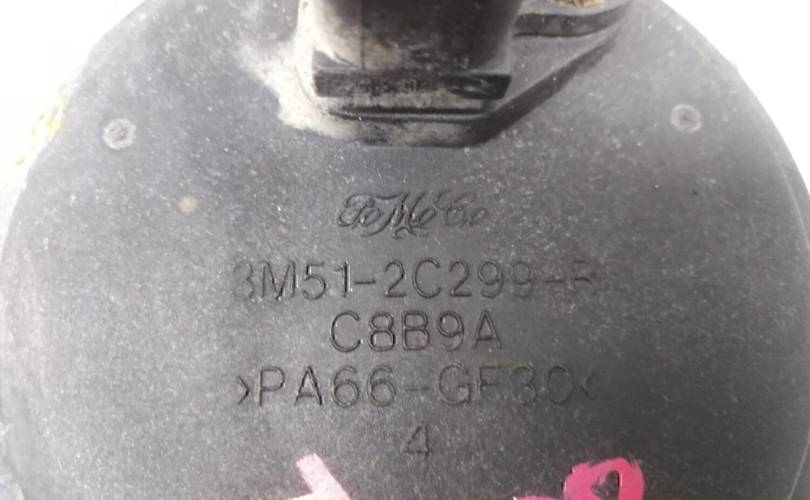 FoMoCo
3M51-2C299-B
C8B9A
>PA66-GF30<
4